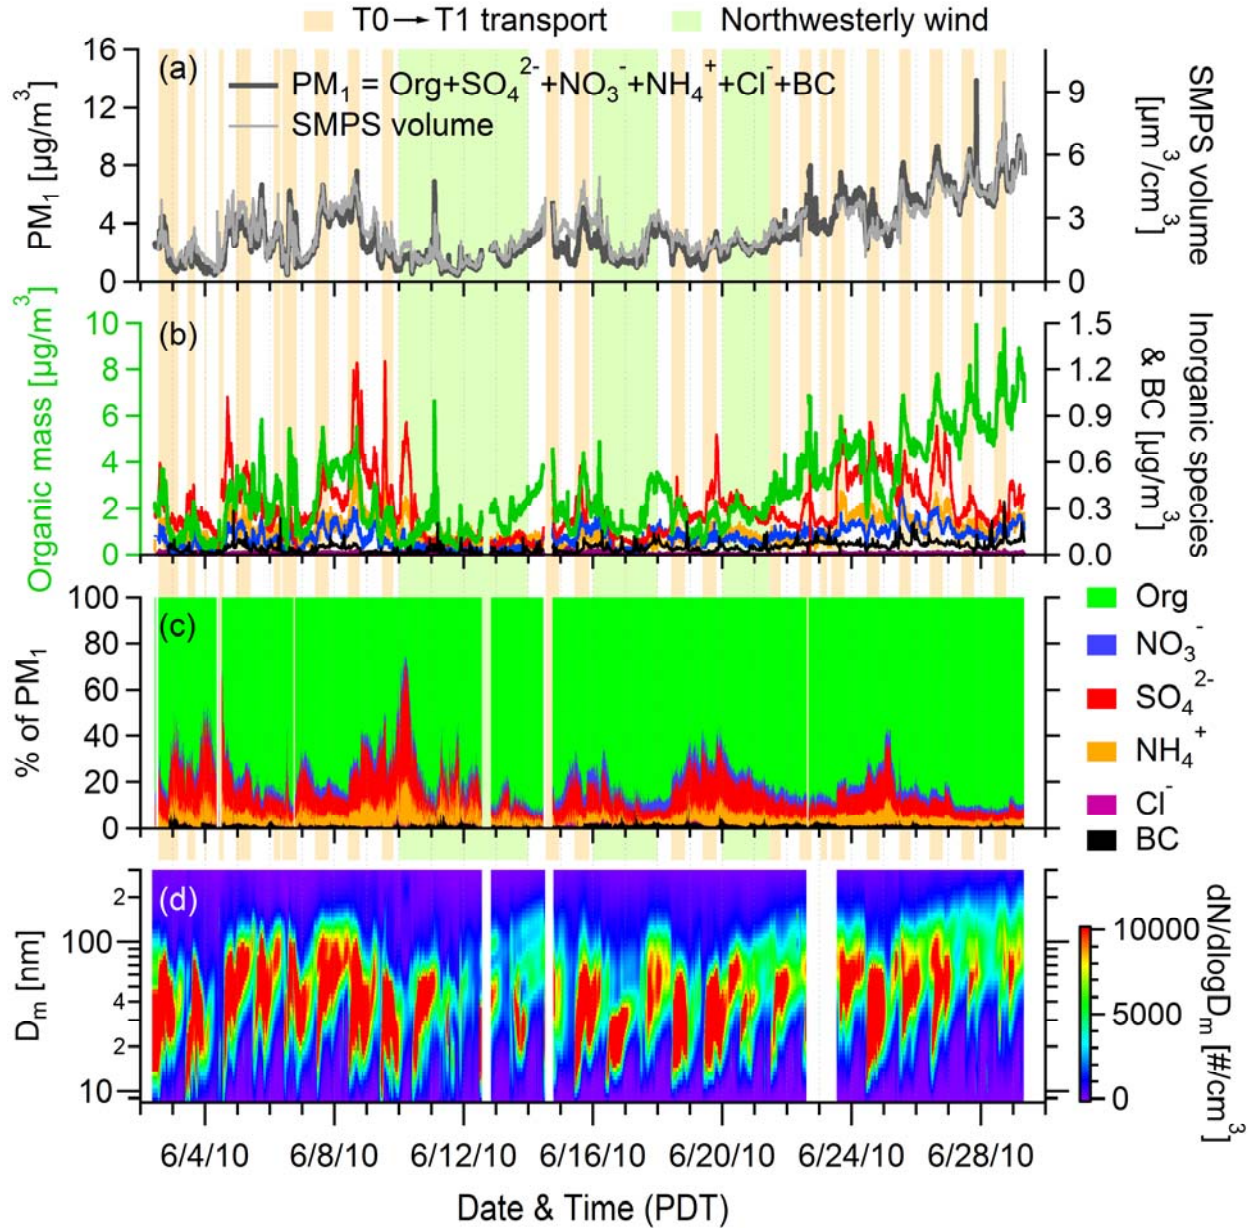 T0→T1 transport
Northwesterly wind
(a)
PM₁ = Org+SO₄²⁻+NO₃⁻+NH₄⁺+Cl⁻+BC
SMPS volume
PM₁ [µg/m³]
16
12
8
4
0
SMPS volume
[µm³/cm³]
9
6
3
0
(b)
Organic mass [µg/m³]
10
8
6
4
2
0
Inorganic species
& BC [µg/m³]
1.5
1.2
0.9
0.6
0.3
0.0
(c)
% of PM₁
100
80
60
40
20
0
Org
NO₃⁻
SO₄²⁻
NH₄⁺
Cl⁻
BC
(d)
Dₘ [nm]
2
100
4
2
10
10000
5000
0
dN/dlogDₘ [#/cm³]
6/4/10
6/8/10
6/12/10
6/16/10
6/20/10
6/24/10
6/28/10
Date & Time (PDT)